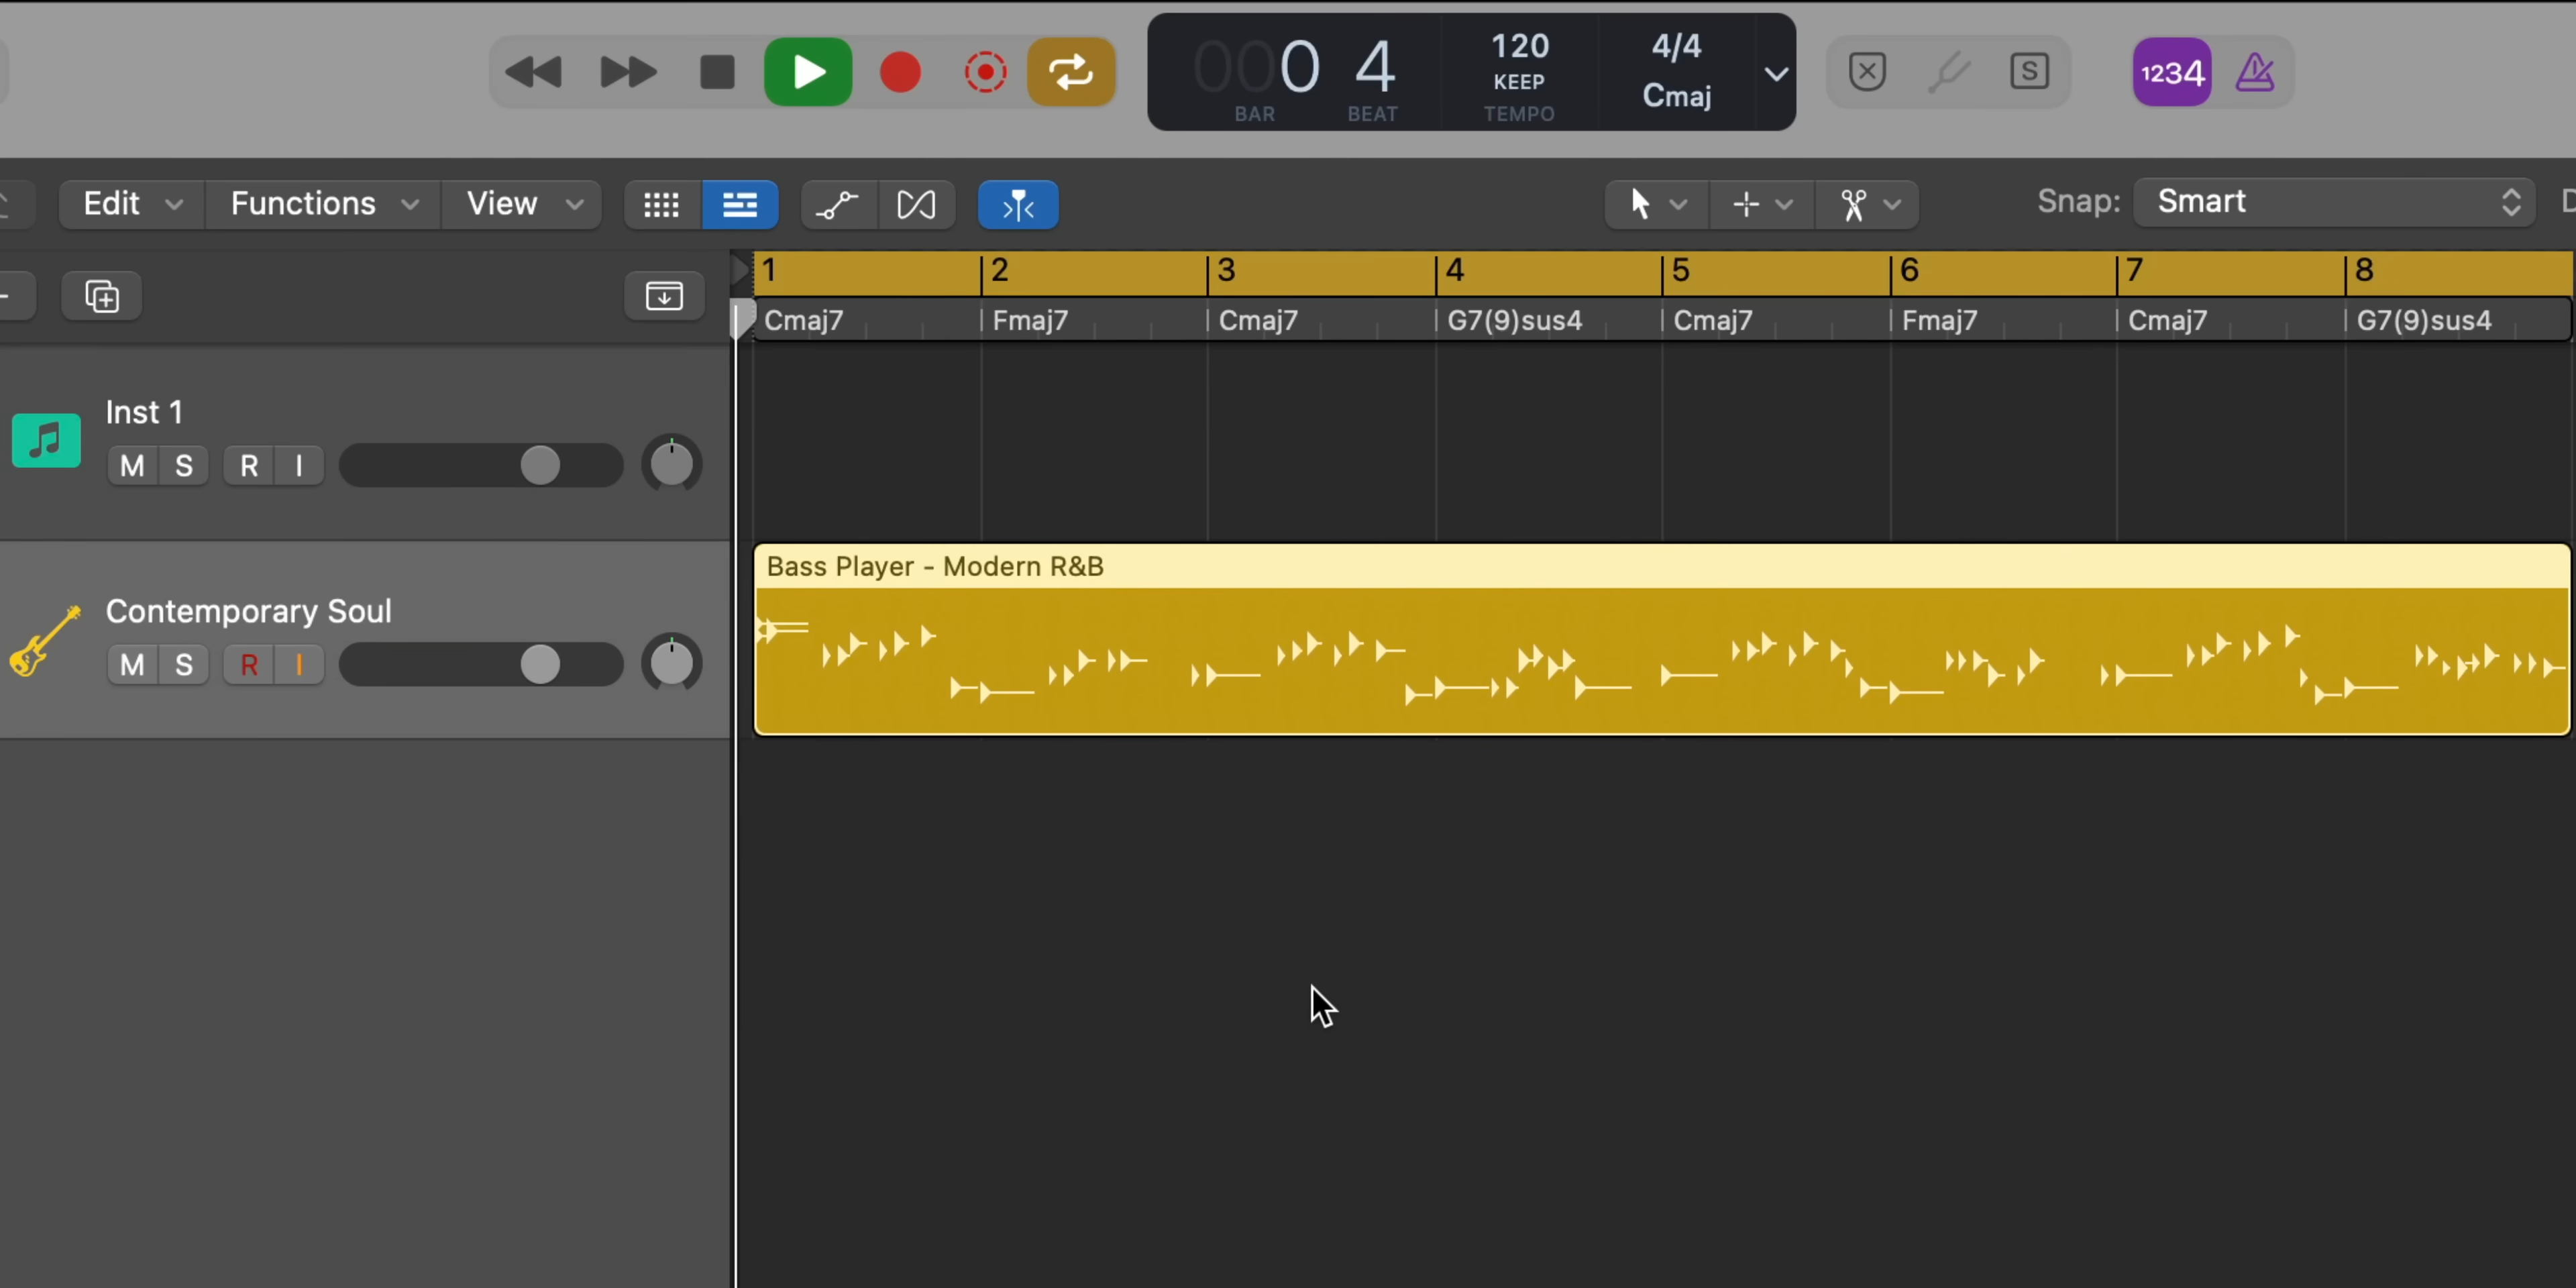 000 4
BAR BEAT
120
KEEP
TEMPO
4/4
Cmaj
S
1234
Edit Functions View
Snap: Smart
1 2 3 4 5 6 7 8
Cmaj7 Fmaj7 Cmaj7 G7(9)sus4 Cmaj7 Fmaj7 Cmaj7 G7(9)sus4
Inst 1
M S R I
Bass Player - Modern R&B
Contemporary Soul
M S R I